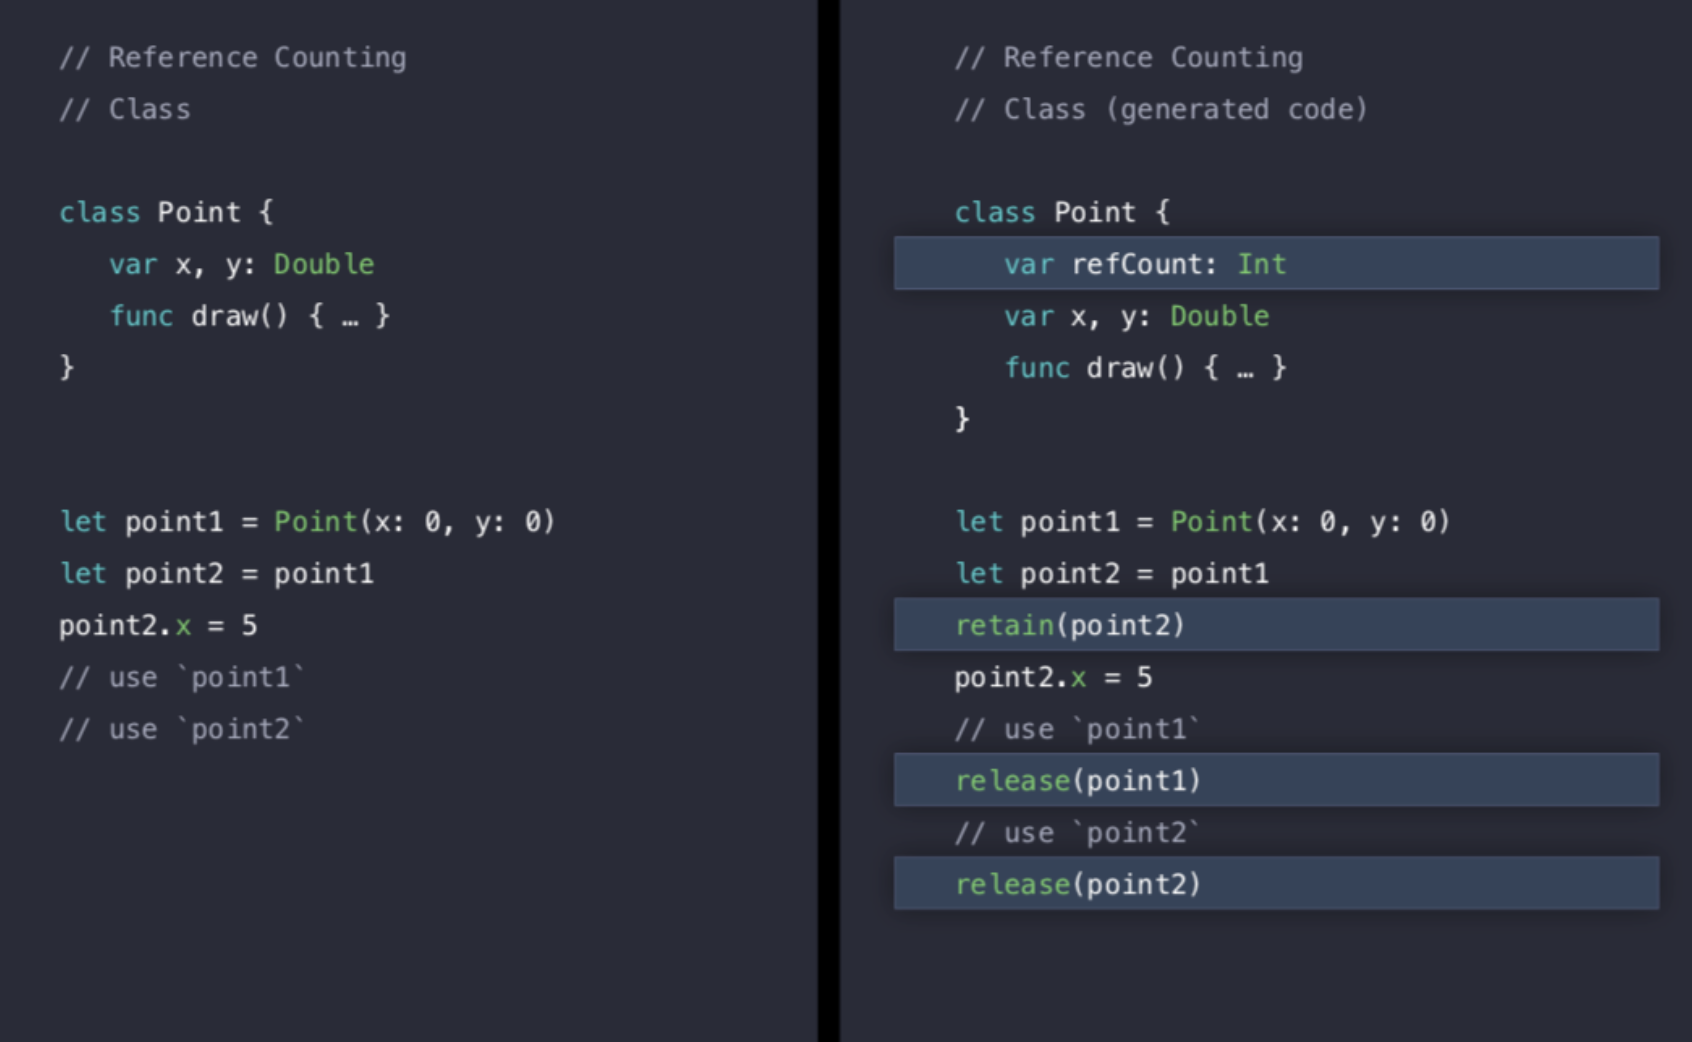 // Reference Counting
// Class
class Point {
var x, y: Double
func draw() { … }
}
let point1 = Point(x: 0, y: 0)
let point2 = point1
point2.x = 5
// use `point1`
// use `point2`
// Reference Counting
// Class (generated code)
class Point {
var refCount: Int
var x, y: Double
func draw() { … }
}
let point1 = Point(x: 0, y: 0)
let point2 = point1
retain(point2)
point2.x = 5
// use `point1`
release(point1)
// use `point2`
release(point2)